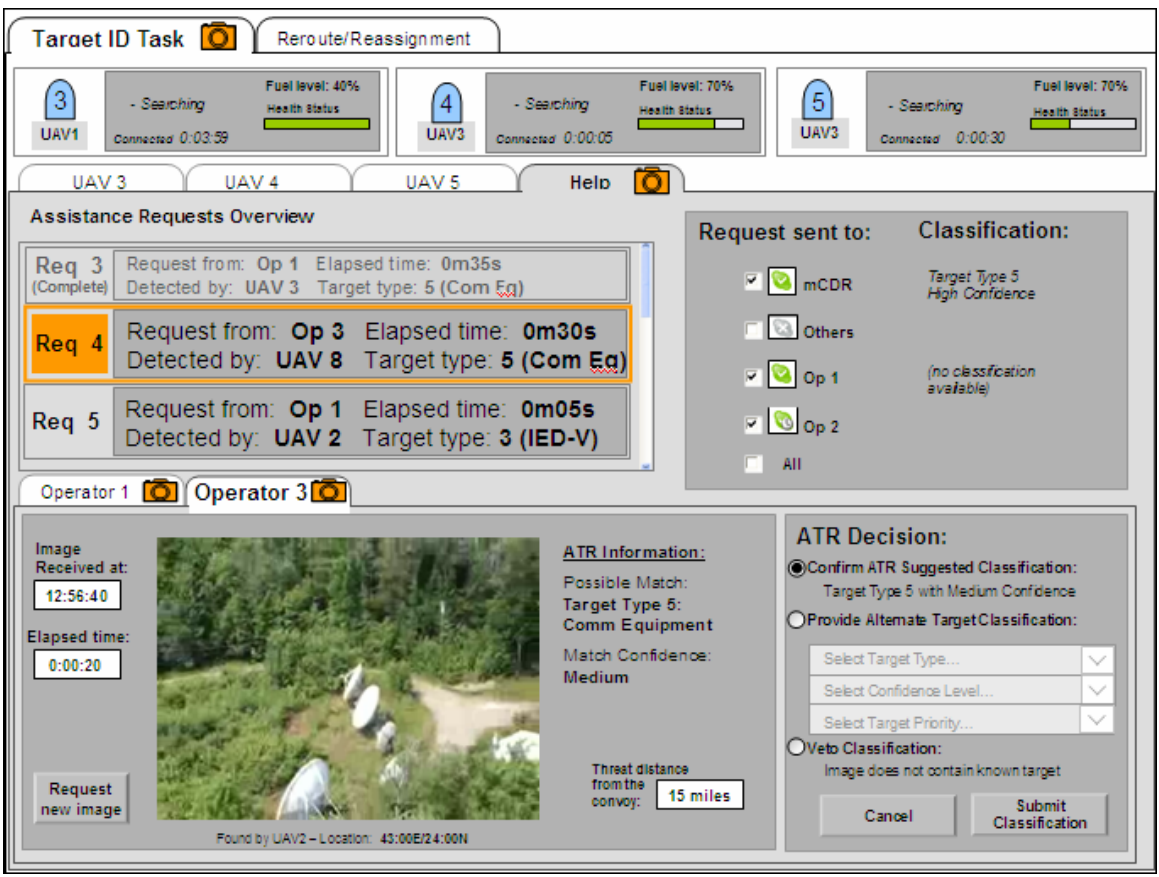 Target ID Task
Reroute/Reassignment
3
UAV1
- Searching
Connected 0:03:59
Fuel level: 40%
Health Status
4
UAV3
- Searching
Connected 0:00:05
Fuel level: 70%
Health Status
5
UAV3
- Searching
Connected 0:00:30
Fuel level: 70%
Health Status
UAV 3
UAV 4
UAV 5
Help
Assistance Requests Overview
Req 3
(Complete)
Request from: Op 1 Elapsed time: 0m35s
Detected by: UAV 3 Target type: 5 (Com Eq)
Req 4
Request from: Op 3 Elapsed time: 0m30s
Detected by: UAV 8 Target type: 5 (Com Eq)
Req 5
Request from: Op 1 Elapsed time: 0m05s
Detected by: UAV 2 Target type: 3 (IED-V)
Request sent to:
Classification:
mCDR
Target Type 5
High Confidence
Others
Op 1
(no classification
available)
Op 2
All
Operator 1
Operator 3
Image
Received at:
12:56:40
Elapsed time:
0:00:20
Request
new image
Found by UAV2 – Location: 43:00E/24:00N
ATR Information:
Possible Match:
Target Type 5:
Comm Equipment
Match Confidence:
Medium
Threat distance
from the
convoy:
15 miles
ATR Decision:
Confirm ATR Suggested Classification:
Target Type 5 with Medium Confidence
Provide Alternate Target Classification:
Select Target Type...
Select Confidence Level...
Select Target Priority...
Veto Classification:
Image does not contain known target
Cancel
Submit
Classification